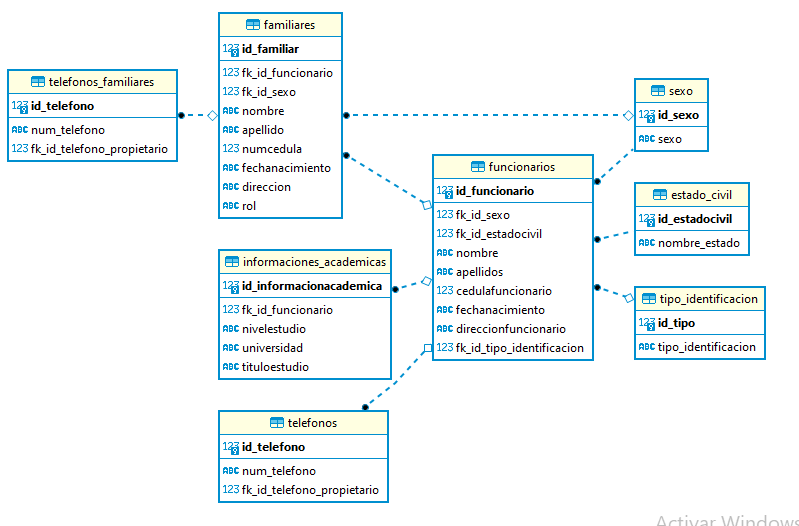 familiares
123 id_familiar
123 fk_id_funcionario
123 fk_id_sexo
ABC nombre
ABC apellido
123 numcedula
ABC fechanacimiento
ABC direccion
ABC rol
telefonos_familiares
123 id_telefono
ABC num_telefono
123 fk_id_telefono_propietario
sexo
123 id_sexo
ABC sexo
funcionarios
123 id_funcionario
123 fk_id_sexo
123 fk_id_estadocivil
ABC nombre
ABC apellidos
123 cedulafuncionario
ABC fechanacimiento
ABC direccionfuncionario
123 fk_id_tipo_identificacion
estado_civil
123 id_estadocivil
ABC nombre_estado
informaciones_academicas
123 id_informacionacademica
123 fk_id_funcionario
ABC nivelestudio
ABC universidad
ABC tituloestudio
tipo_identificacion
123 id_tipo
ABC tipo_identificacion
telefonos
123 id_telefono
ABC num_telefono
123 fk_id_telefono_propietario
Activar Windows